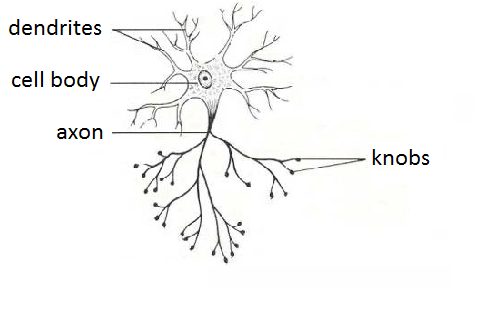 dendrites
cell body
axon
knobs